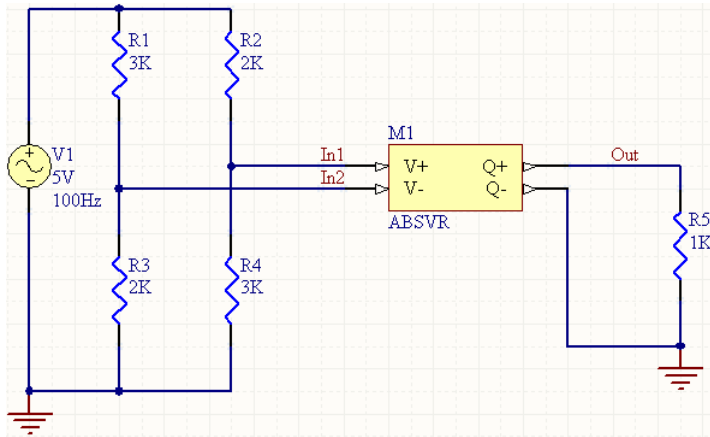 R1
3K
R2
2K
V1
5V
100Hz
+
In1
In2
M1
V+
V-
Q+
Q-
ABSVR
Out
R5
1K
R3
2K
R4
3K